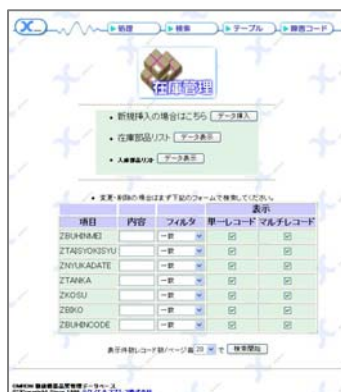 X
処理 検索 テーブル 障害コード
在庫管理
• 新規挿入の場合はこちら データ挿入
• 在庫部品リスト データ表示
• 入庫部品リスト データ表示
• 変更・削除の場合はまず下記のフォームで検索してください。
表示
項目 内容 フィルタ 単一レコード マルチレコード
ZBUHINMEI 一致
ZTAISYOKISYU 一致
ZNYUKADATE 一致
ZTANKA 一致
ZKOSU 一致
ZBIKO 一致
ZBUHINCODE 一致
表示件数レコード数/ページ毎 20 で 検索開始